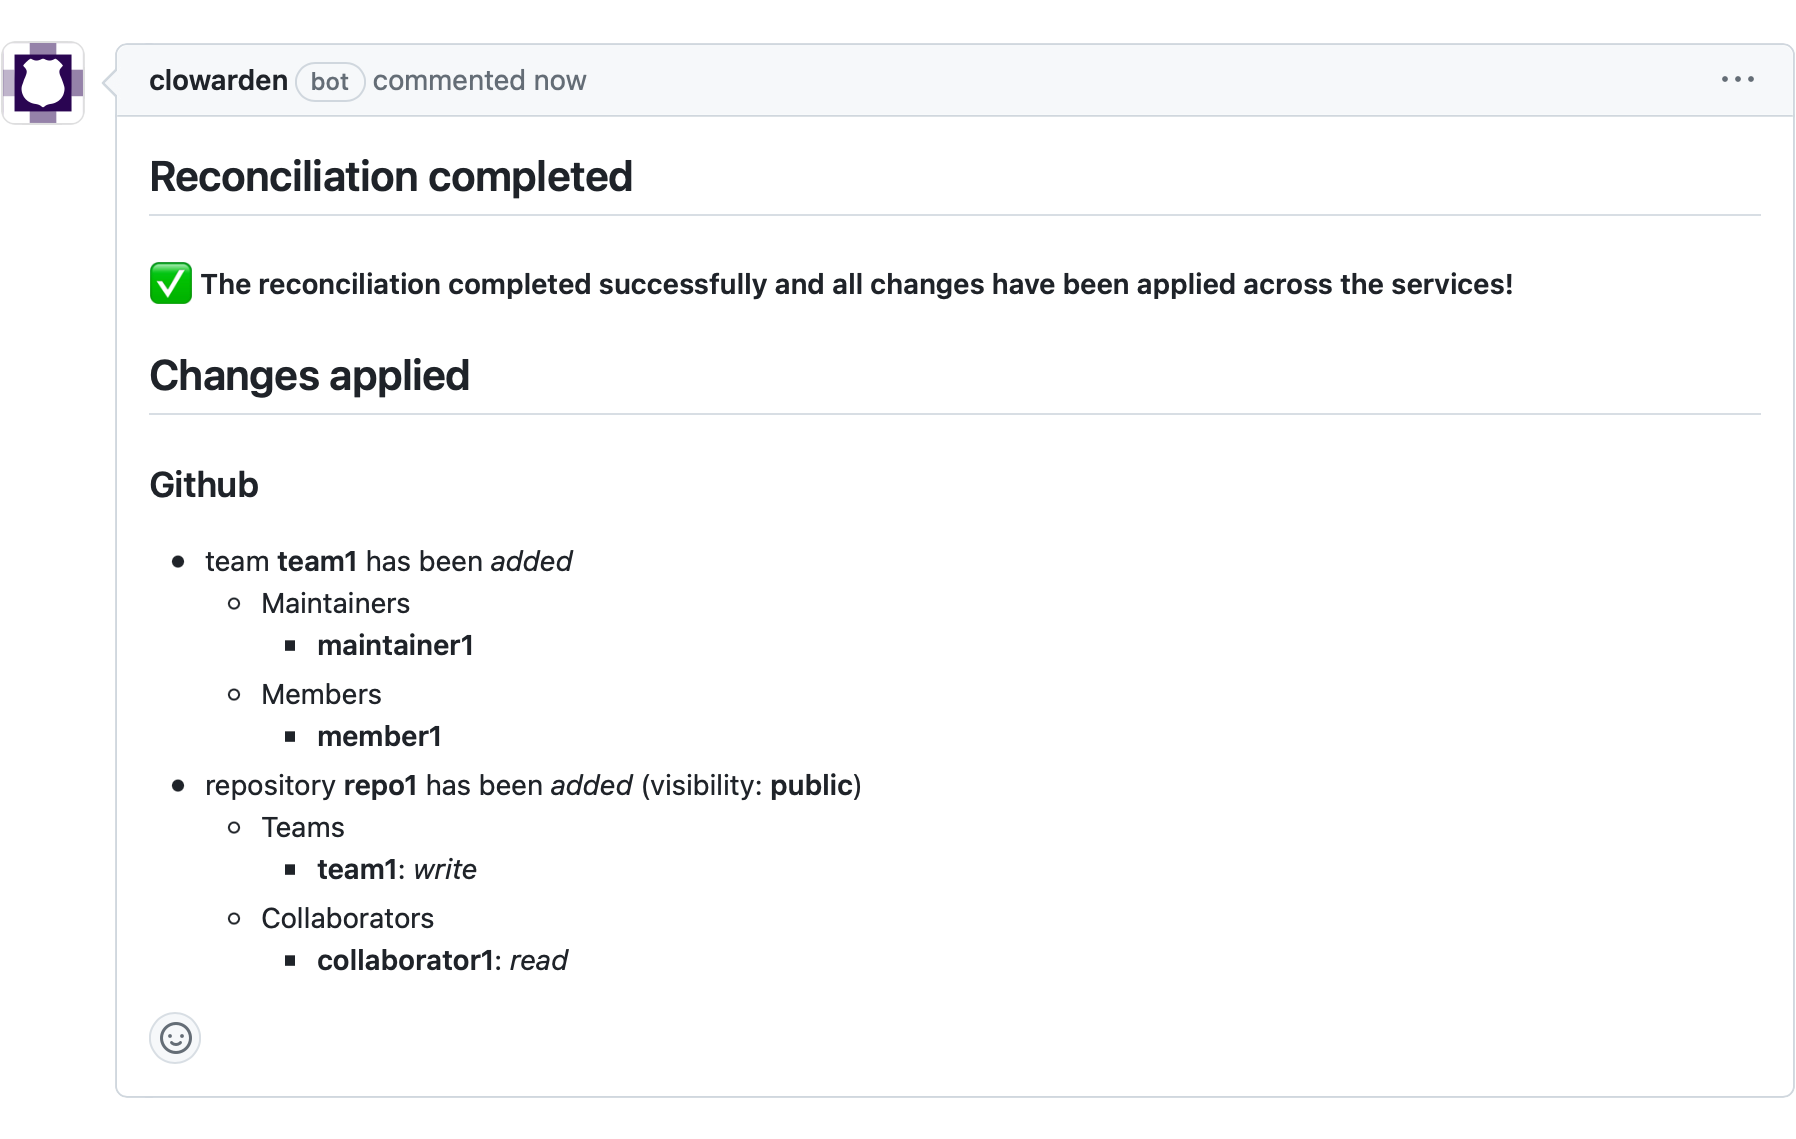 clowarden bot commented now
Reconciliation completed
✅ The reconciliation completed successfully and all changes have been applied across the services!
Changes applied
Github
team team1 has been added
Maintainers
maintainer1
Members
member1
repository repo1 has been added (visibility: public)
Teams
team1: write
Collaborators
collaborator1: read